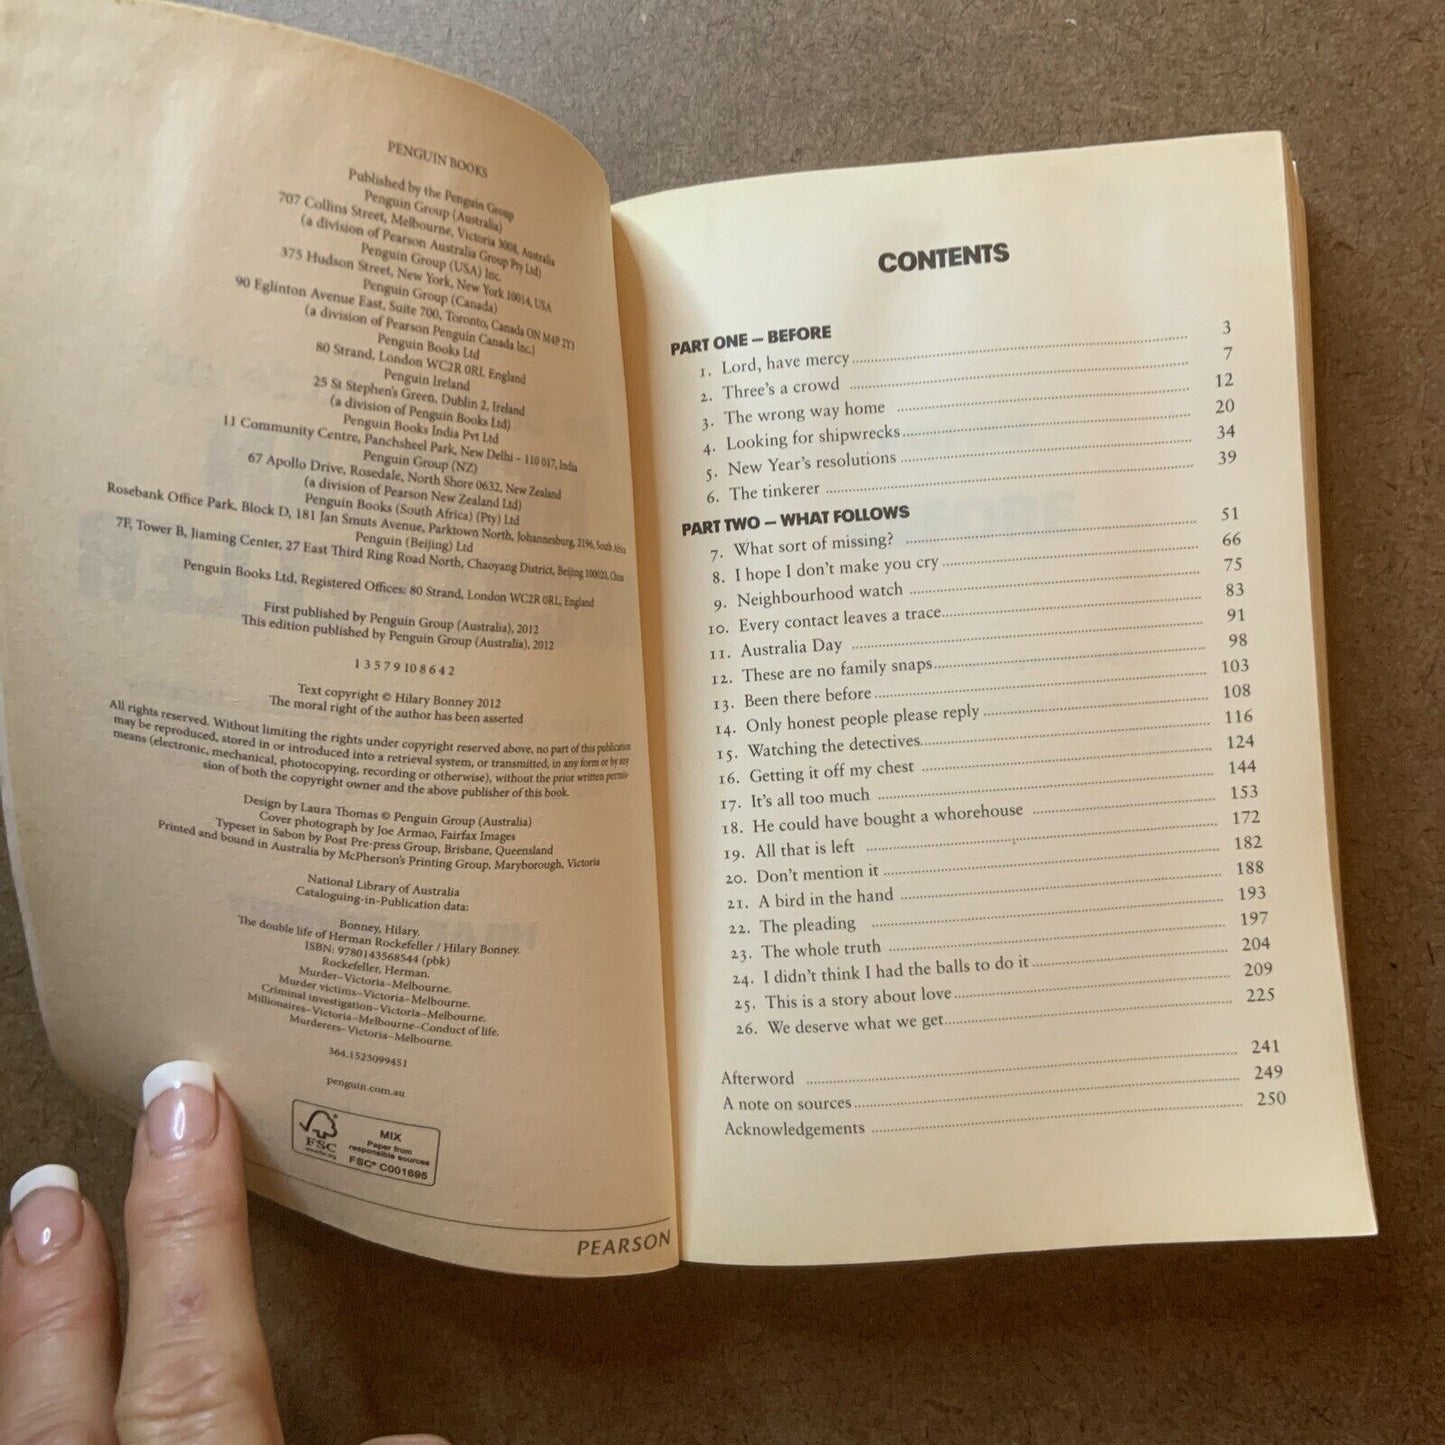 PENGUIN BOOKS
Published by the Penguin Group
Penguin Group (Australia)
707 Collins Street, Melbourne, Victoria 3008, Australia
(a division of Pearson Australia Group Pty Ltd)
Penguin Group (USA) Inc.
375 Hudson Street, New York, New York 10014, USA
Penguin Group (Canada)
90 Eglinton Avenue East, Suite 700, Toronto, Canada ON M4P 2Y3
(a division of Pearson Penguin Canada Inc.)
Penguin Books Ltd
80 Strand, London WC2R 0RL England
Penguin Ireland
25 St Stephen's Green, Dublin 2, Ireland
(a division of Penguin Books Ltd)
Penguin Books India Pvt Ltd
11 Community Centre, Panchsheel Park, New Delhi – 110 017, India
Penguin Group (NZ)
67 Apollo Drive, Rosedale, North Shore 0632, New Zealand
(a division of Pearson New Zealand Ltd)
Penguin Books (South Africa) (Pty) Ltd
Rosebank Office Park, Block D, 181 Jan Smuts Avenue, Parktown North, Johannesburg, 2196, South Africa
Penguin (Beijing) Ltd
7F, Tower B, Jiaming Center, 27 East Third Ring Road North, Chaoyang District, Beijing 100020, China
Penguin Books Ltd, Registered Offices: 80 Strand, London WC2R 0RL, England
First published by Penguin Group (Australia), 2012
This edition published by Penguin Group (Australia), 2012
1 3 5 7 9 10 8 6 4 2
Text copyright © Hilary Bonney 2012
The moral right of the author has been asserted
All rights reserved. Without limiting the rights under copyright reserved above, no part of this publication
may be reproduced, stored in or introduced into a retrieval system, or transmitted, in any form or by any
means (electronic, mechanical, photocopying, recording or otherwise), without the prior written permis-
sion of both the copyright owner and the above publisher of this book.
Design by Laura Thomas © Penguin Group (Australia)
Cover photograph by Joe Armao, Fairfax Images
Typeset in Sabon by Post Pre-press Group, Brisbane, Queensland
Printed and bound in Australia by McPherson's Printing Group, Maryborough, Victoria
National Library of Australia
Cataloguing-in-Publication data:
Bonney, Hilary.
The double life of Herman Rockefeller / Hilary Bonney.
ISBN: 9780143568544 (pbk)
Rockefeller, Herman.
Murder–Victoria–Melbourne.
Murder victims–Victoria–Melbourne.
Criminal investigation–Victoria–Melbourne.
Millionaires–Victoria–Melbourne–Conduct of life.
Murderers–Victoria–Melbourne.
364.1523099451
penguin.com.au
FSC
MIX
Paper from
responsible sources
FSC® C001695
PEARSON
CONTENTS
PART ONE – BEFORE
1. Lord, have mercy 3
2. Three's a crowd 7
3. The wrong way home 12
4. Looking for shipwrecks 20
5. New Year's resolutions 34
6. The tinkerer 39
PART TWO – WHAT FOLLOWS
7. What sort of missing? 51
8. I hope I don't make you cry 66
9. Neighbourhood watch 75
10. Every contact leaves a trace 83
11. Australia Day 91
12. These are no family snaps 98
13. Been there before 103
14. Only honest people please reply 108
15. Watching the detectives 116
16. Getting it off my chest 124
17. It's all too much 144
18. He could have bought a whorehouse 153
19. All that is left 172
20. Don't mention it 182
21. A bird in the hand 188
22. The pleading 193
23. The whole truth 197
24. I didn't think I had the balls to do it 204
25. This is a story about love 209
26. We deserve what we get 225
Afterword 241
A note on sources 249
Acknowledgements 250